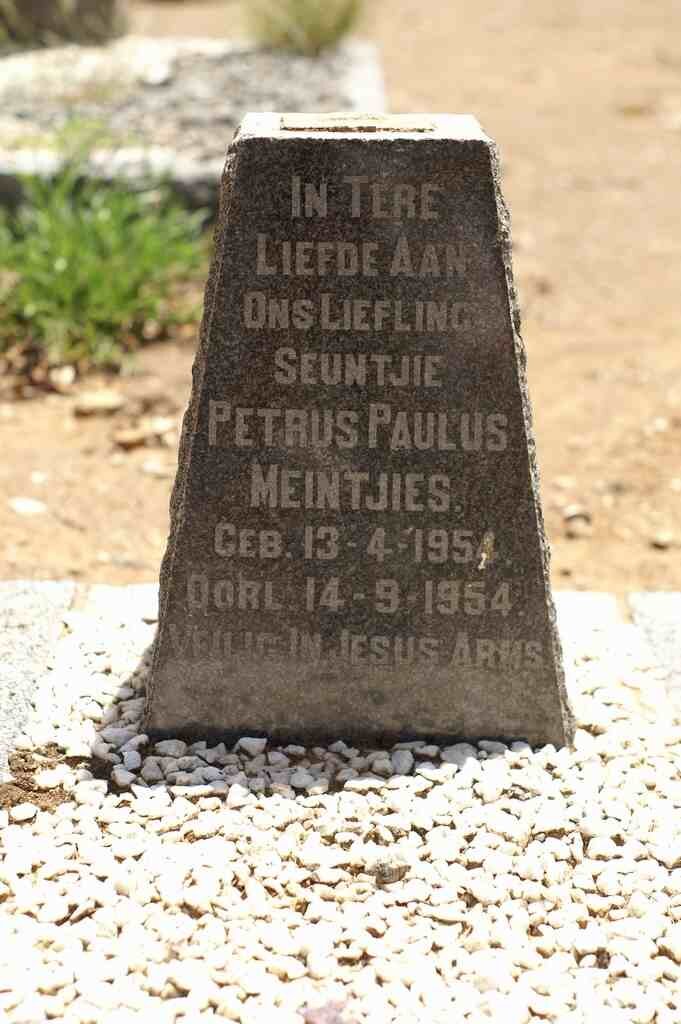 In Tere
Liefde Aan
Ons Liefling
Seuntjie
Petrus Paulus
Meintjies.
Geb. 13-4-1954.
Oorl. 14-9-1954.
Veilig In Jesus Arms